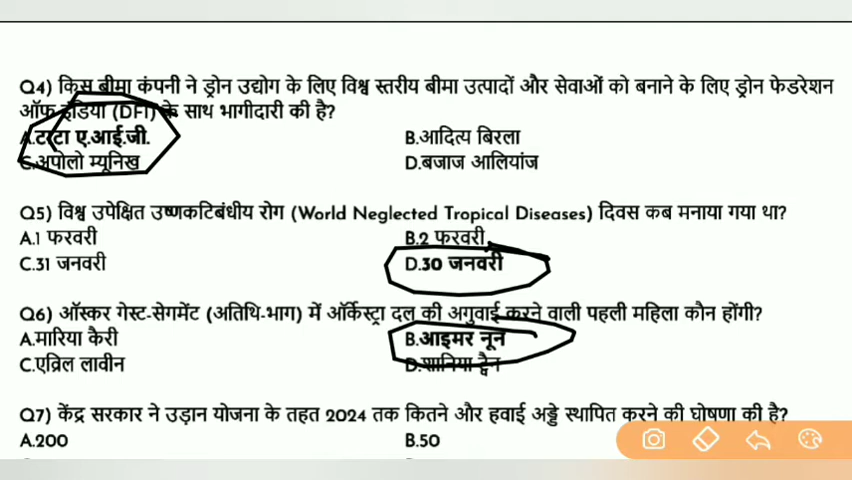 Q4) किस बीमा कंपनी ने ड्रोन उद्योग के लिए विश्व स्तरीय बीमा उत्पादों और सेवाओं को बनाने के लिए ड्रोन फेडरेशन
ऑफ इंडिया (DFI) के साथ भागीदारी की है?
A.टाटा ए.आई.जी. B.आदित्य बिरला
C.अपोलो म्यूनिख D.बजाज आलियांज
Q5) विश्व उपेक्षित उष्णकटिबंधीय रोग (World Neglected Tropical Diseases) दिवस कब मनाया गया था?
A.1 फरवरी B.2 फरवरी
C.31 जनवरी D.30 जनवरी
Q6) ऑस्कर गेस्ट-सेगमेंट (अतिथि-भाग) में ऑर्केस्ट्रा दल की अगुवाई करने वाली पहली महिला कौन होंगी?
A.मारिया कैरी B.आइमर नून
C.एव्रिल लावीन D.शानिया ट्वैन
Q7) केंद्र सरकार ने उड़ान योजना के तहत 2024 तक कितने और हवाई अड्डे स्थापित करने की घोषणा की है?
A.200 B.50